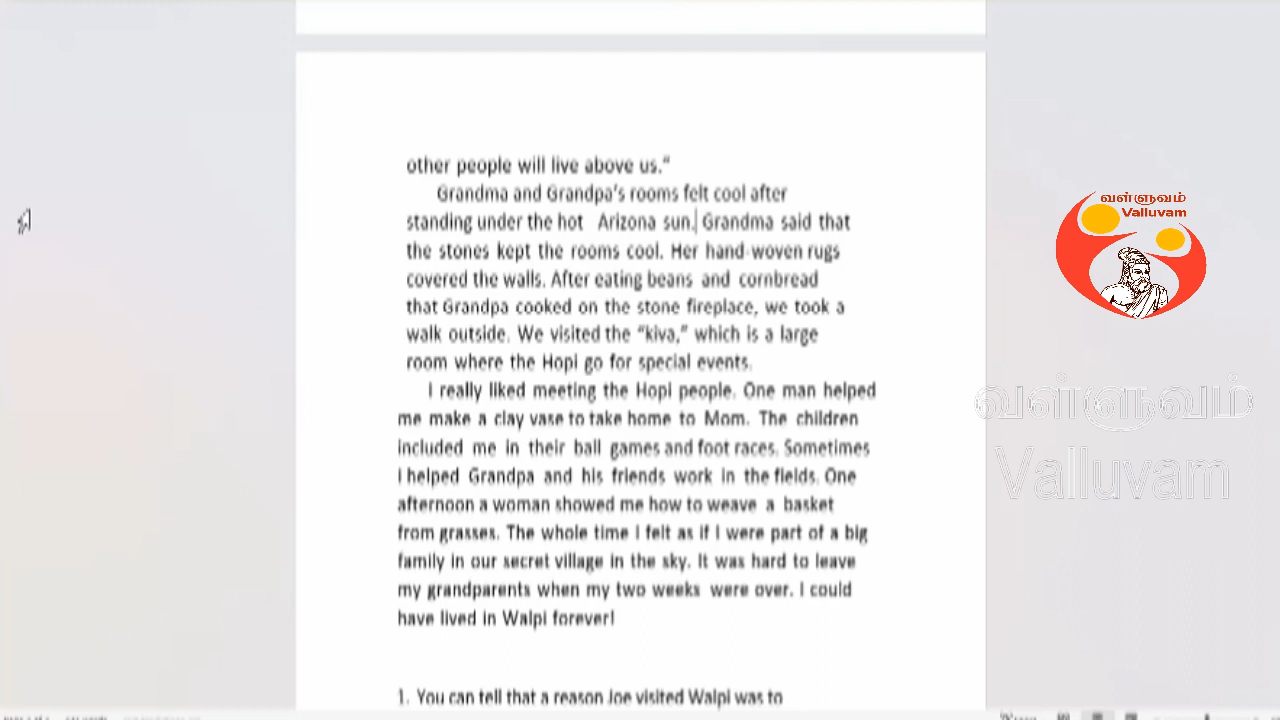 other people will live above us."
Grandma and Grandpa's rooms felt cool after
standing under the hot Arizona sun. Grandma said that
the stones kept the rooms cool. Her hand-woven rugs
covered the walls. After eating beans and cornbread
that Grandpa cooked on the stone fireplace, we took a
walk outside. We visited the "kiva," which is a large
room where the Hopi go for special events.
I really liked meeting the Hopi people. One man helped
me make a clay vase to take home to Mom. The children
included me in their ball games and foot races. Sometimes
I helped Grandpa and his friends work in the fields. One
afternoon a woman showed me how to weave a basket
from grasses. The whole time I felt as if I were part of a big
family in our secret village in the sky. It was hard to leave
my grandparents when my two weeks were over. I could
have lived in Walpi forever!
1. You can tell that a reason Joe visited Walpi was to
வள்ளுவம்
Valluvam
வள்ளுவம்
Valluvam